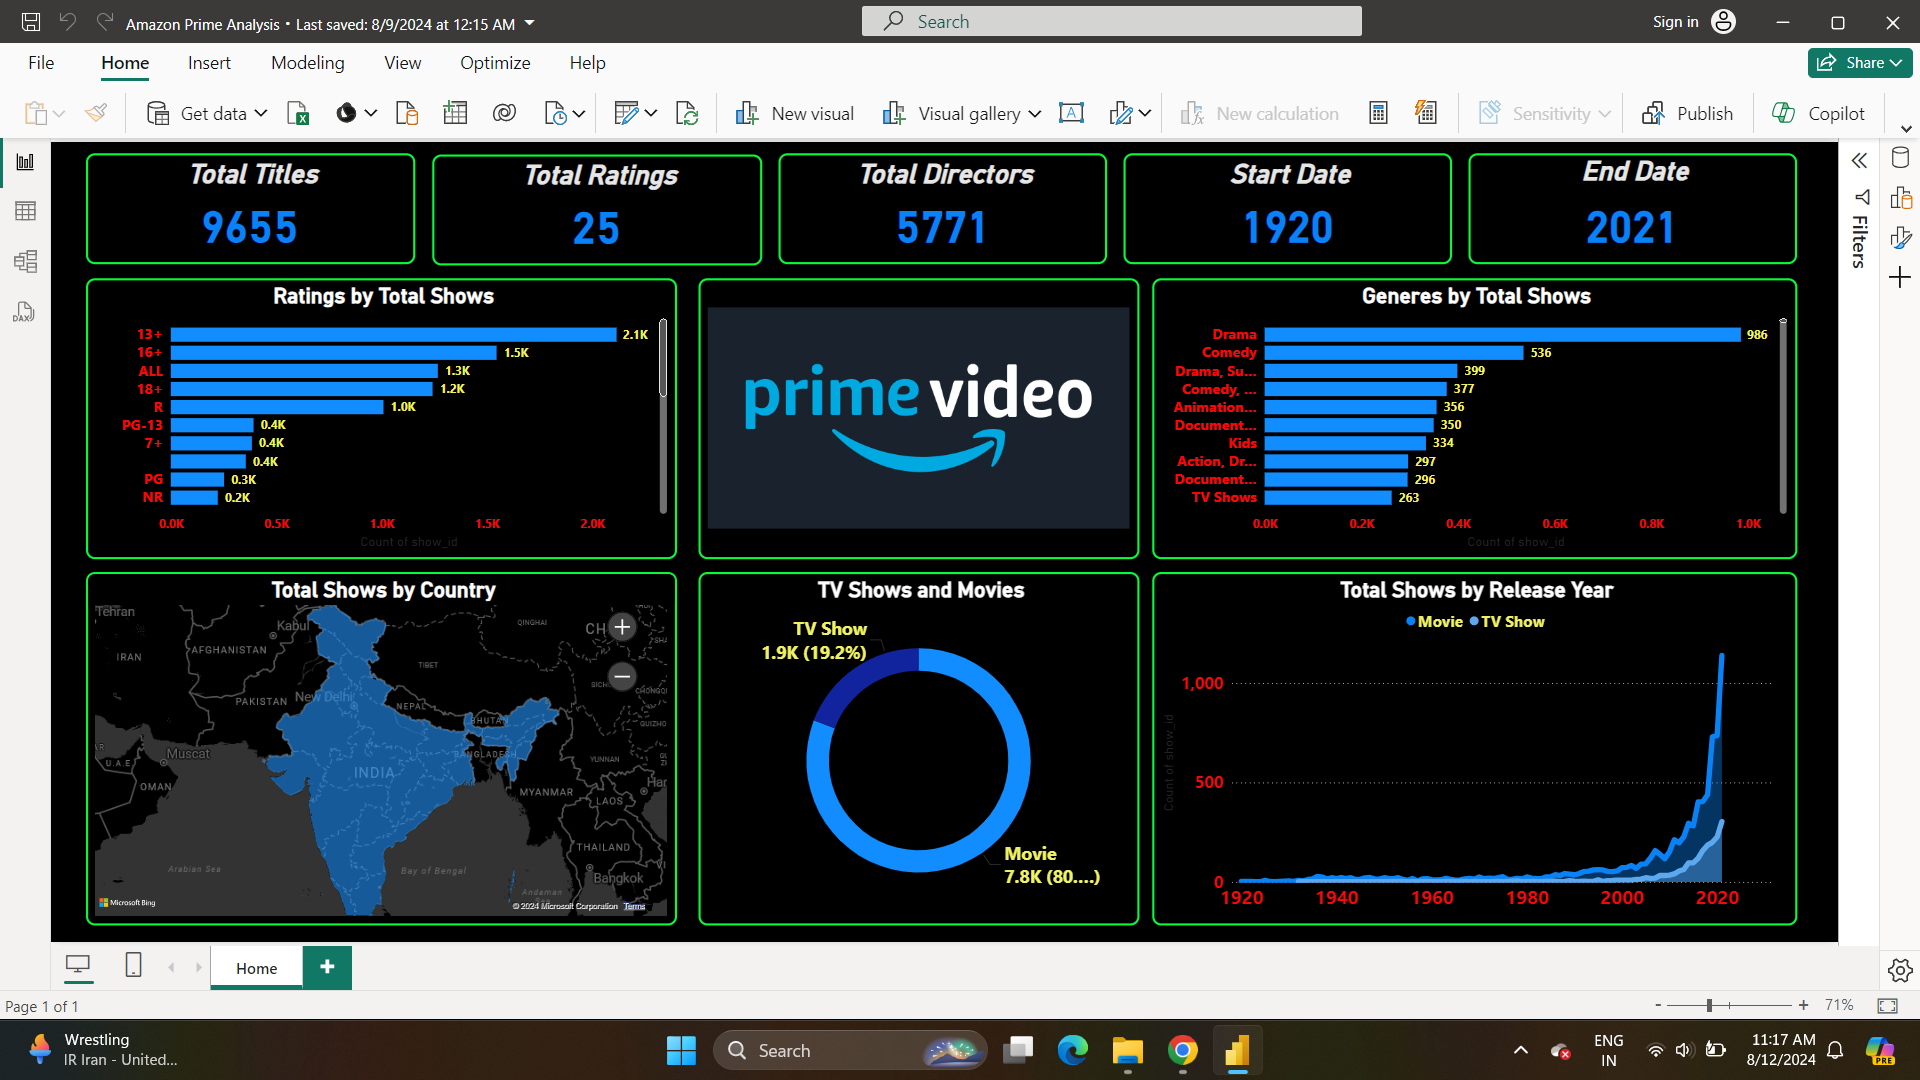 Amazon Prime Analysis • Last saved: 8/9/2024 at 12:15 AM
Search
Sign in
File Home Insert Modeling View Optimize Help
Share
Get data
New visual
Visual gallery
New calculation
Sensitivity
Publish
Copilot
Total Titles
9655
Total Ratings
25
Total Directors
5771
Start Date
1920
End Date
2021
Filters
DAX
Ratings by Total Shows
13+ 2.1K
16+ 1.5K
ALL 1.3K
18+ 1.2K
R 1.0K
PG-13 0.4K
7+ 0.4K
0.4K
PG 0.3K
NR 0.2K
0.0K 0.5K 1.0K 1.5K 2.0K
Count of show_id
prime video
Generes by Total Shows
Drama 986
Comedy 536
Drama, Su... 399
Comedy, ... 377
Animation... 356
Document... 350
Kids 334
Action, Dr... 297
Document... 296
TV Shows 263
0.0K 0.2K 0.4K 0.6K 0.8K 1.0K
Count of show_id
Total Shows by Country
Tehran
Kabul
QINGHAI
CH
IRAN
AFGHANISTAN
TIBET
PAKISTAN
New Delhi
NEPAL
BHUTAN
SICH
CHONGQI
GUIZHO
Muscat
U.A.E.
BANGLADESH
YUNNAN
INDIA
OMAN
MYANMAR
Har
LAOS
THAILAND
Arabian Sea
Bay of Bengal
Bangkok
Andaman
Microsoft Bing
© 2024 Microsoft Corporation Terms
TV Shows and Movies
TV Show
1.9K (19.2%)
Movie
7.8K (80....)
Total Shows by Release Year
Movie TV Show
1,000
500
0
Count of show_id
1920 1940 1960 1980 2000 2020
Home
Page 1 of 1
71%
Wrestling
IR Iran - United...
Search
ENG
IN
11:17 AM
8/12/2024
PRE